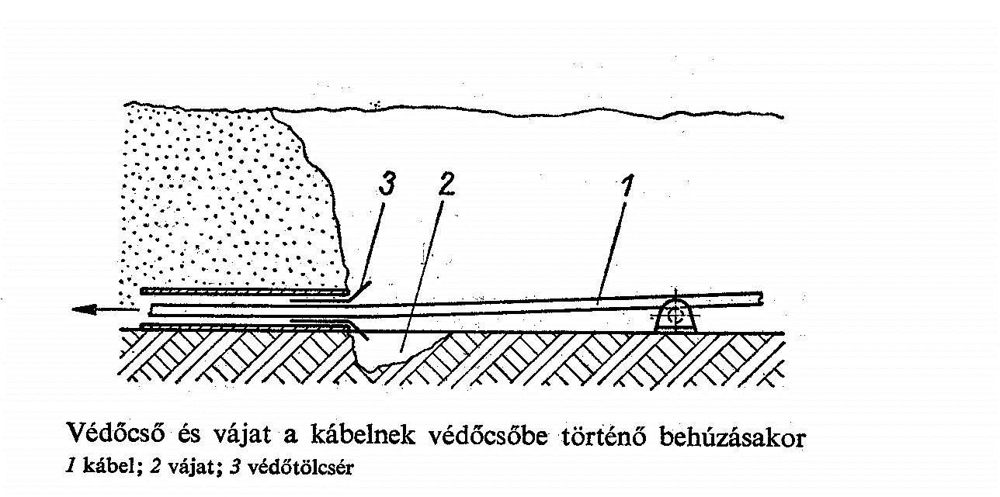 3 2 1
Védőcső és vájat a kábelnek védőcsőbe történő behúzásakor
1 kábel; 2 vájat; 3 védőtölcsér